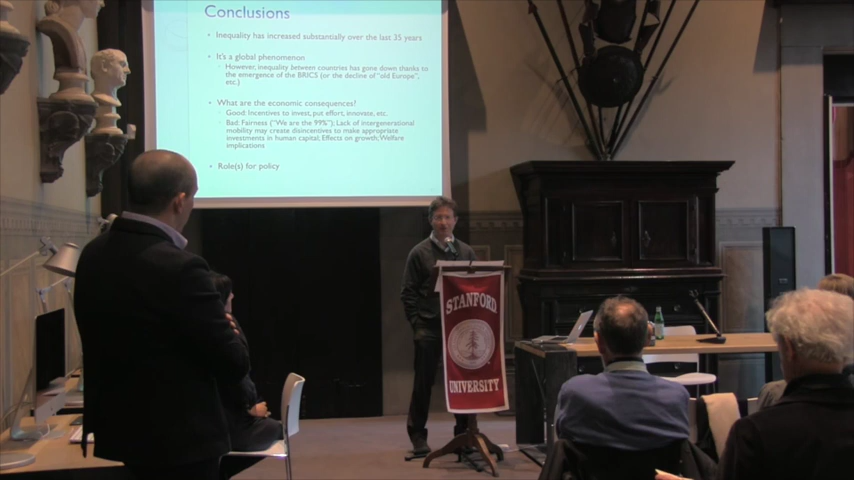 Conclusions
• Inequality has increased substantially over the last 35 years
• It's a global phenomenon
• However, inequality between countries has gone down thanks to
the emergence of the BRICS (or the decline of "old Europe",
etc.)
• What are the economic consequences?
• Good: Incentives to invest, put effort, innovate, etc.
• Bad: Fairness ("We are the 99%"); Lack of intergenerational
mobility may create disincentives to make appropriate
investments in human capital; Effects on growth; Welfare
implications
• Role(s) for policy
STANFORD
UNIVERSITY